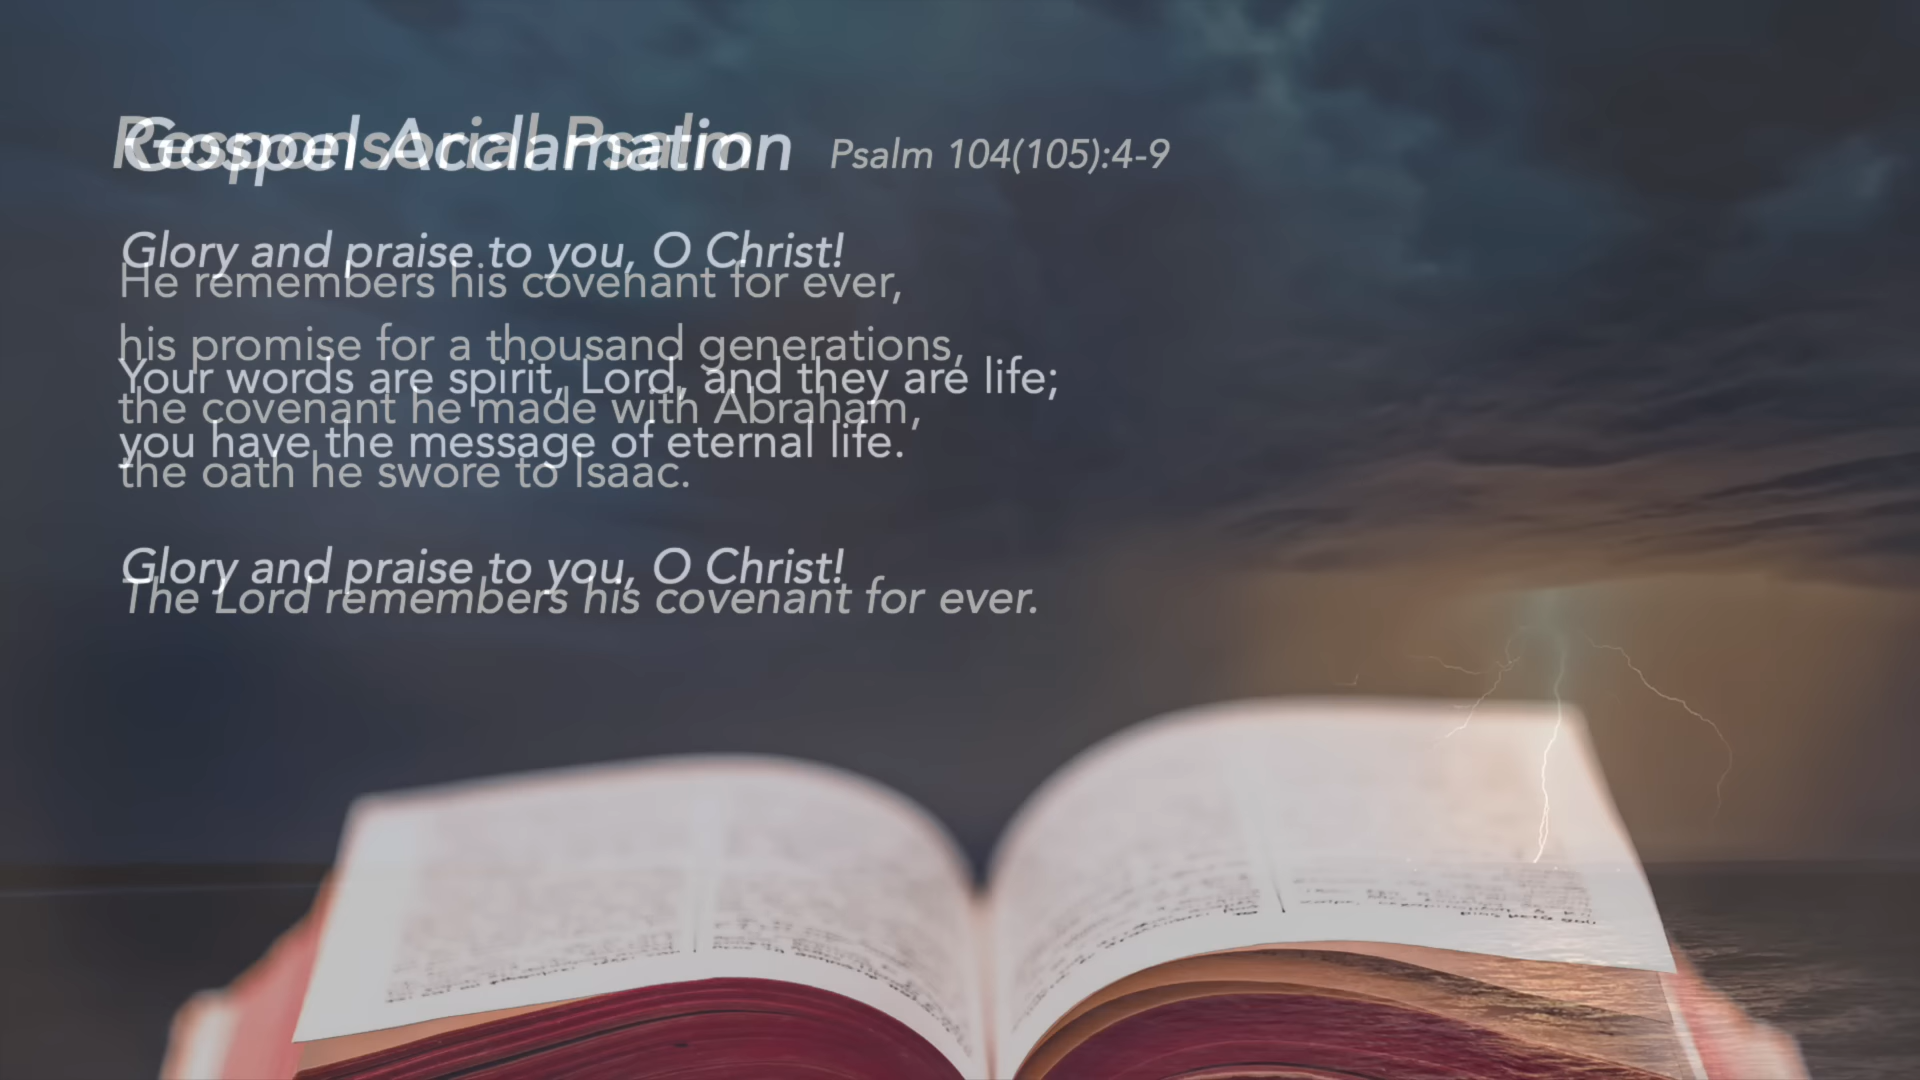 Responsorial Psalm Psalm 104(105):4-9
He remembers his covenant for ever,
his promise for a thousand generations,
the covenant he made with Abraham,
the oath he swore to Isaac.
The Lord remembers his covenant for ever.
Gospel Acclamation
Glory and praise to you, O Christ!
Your words are spirit, Lord, and they are life;
you have the message of eternal life.
Glory and praise to you, O Christ!